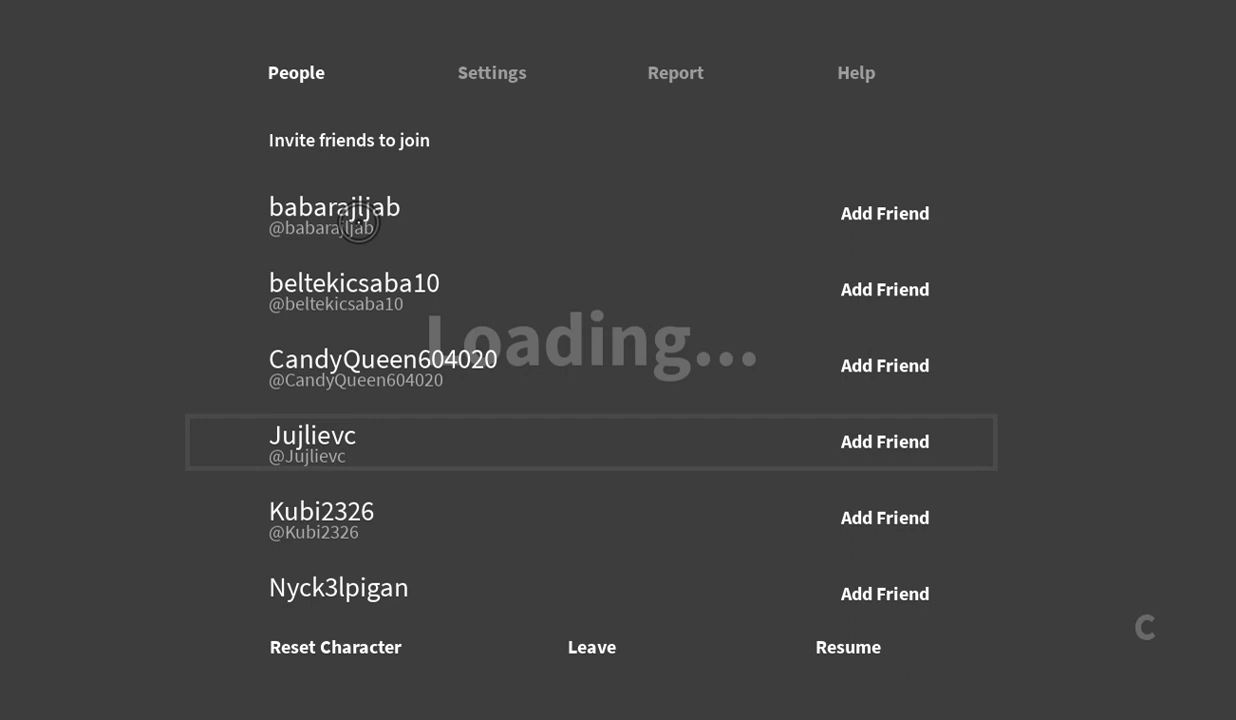 People Settings Report Help
Invite friends to join
babarajljab Add Friend
@babarajljab
beltekicsaba10 Add Friend
@beltekicsaba10
Loading...
CandyQueen604020 Add Friend
@CandyQueen604020
Jujlievc Add Friend
@Jujlievc
Kubi2326 Add Friend
@Kubi2326
Nyck3lpigan Add Friend
Reset Character Leave Resume
C